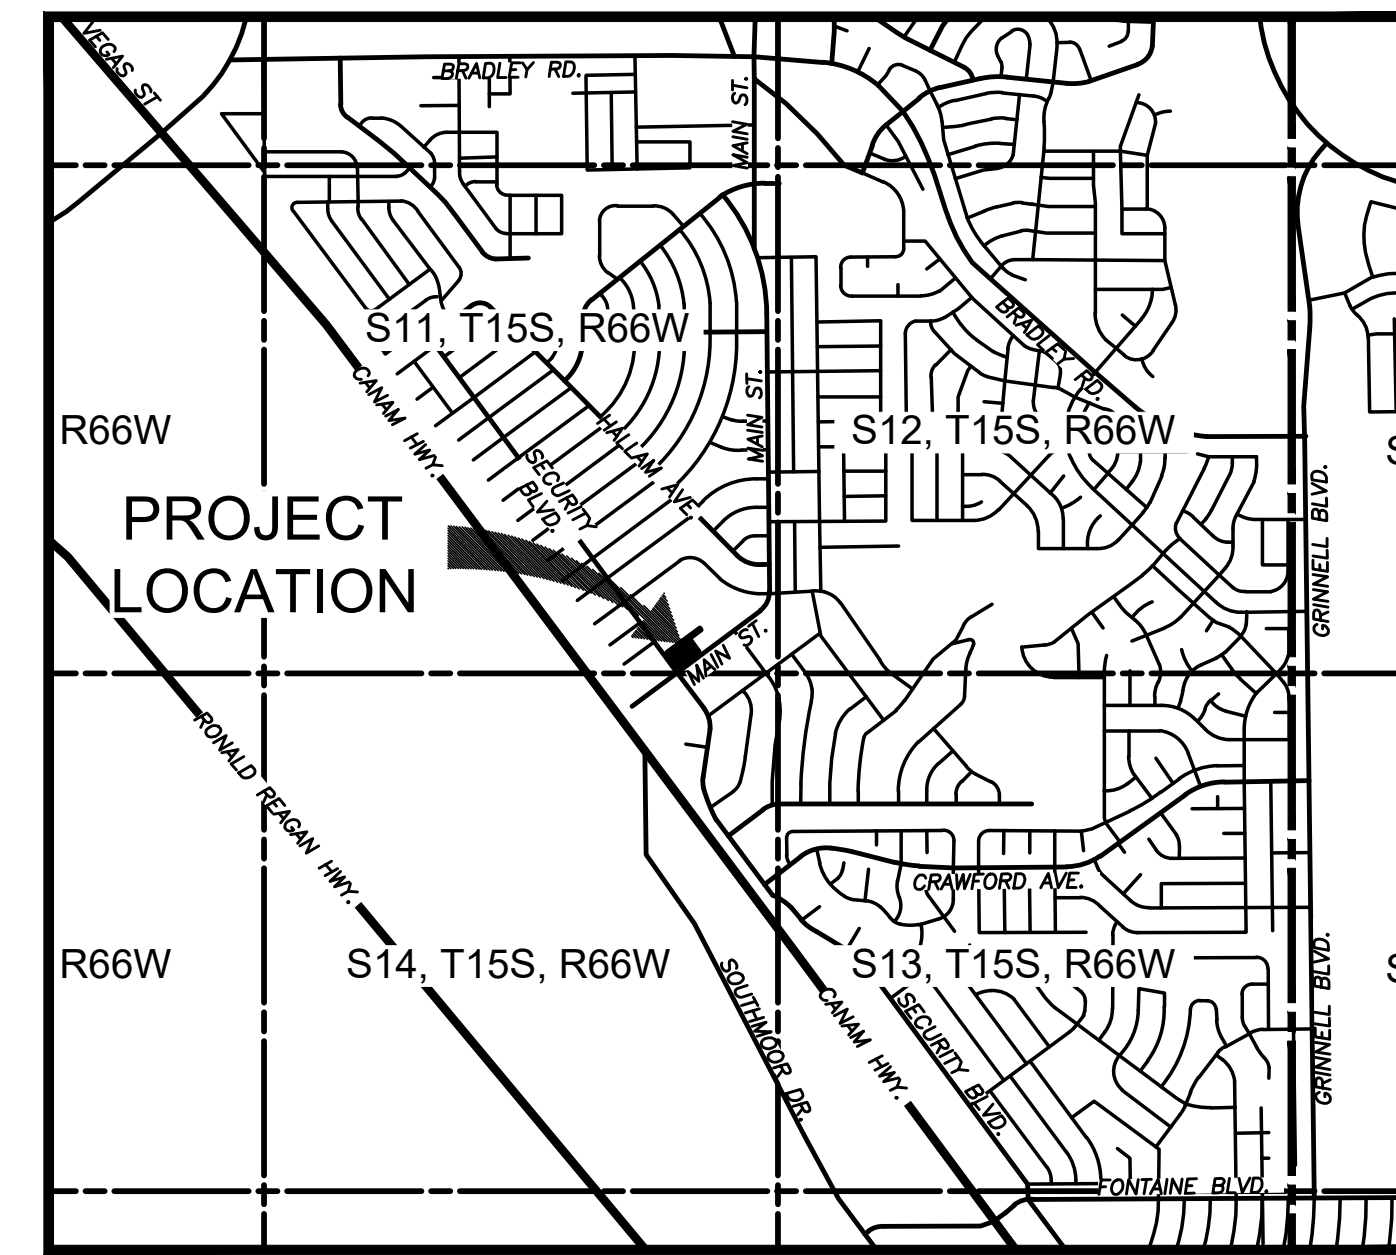 VEGAS ST
BRADLEY RD.
MAIN ST.
S11, T15S, R66W
BRADLEY RD.
CANAM HWY.
MAIN ST.
R66W
S12, T15S, R66W
HALLAM AVE.
SECURITY
BLVD.
GRINNELL BLVD.
PROJECT
LOCATION
MAIN ST.
RONALD REAGAN HWY.
CRAWFORD AVE.
R66W
S14, T15S, R66W
S13, T15S, R66W
SOUTHMOOR DR.
CANAM HWY.
SECURITY BLVD.
GRINNELL BLVD.
FONTAINE BLVD.